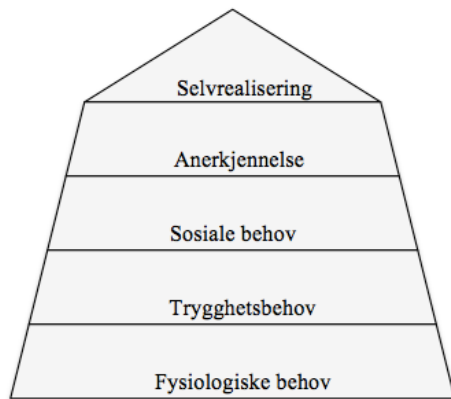 Selvrealisering
Anerkjennelse
Sosiale behov
Trygghetsbehov
Fysiologiske behov